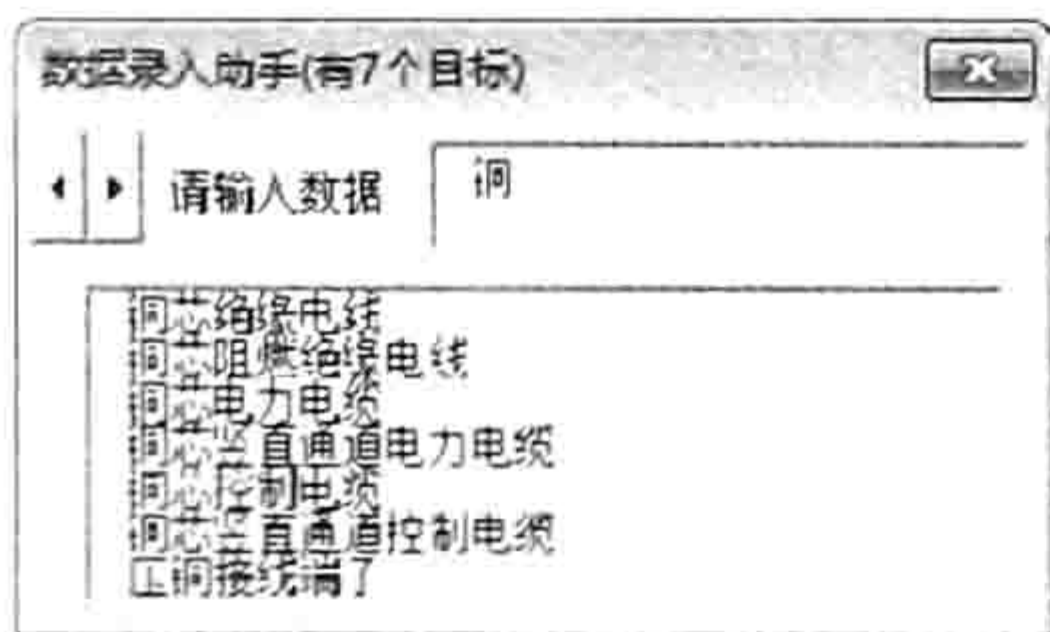 数据录入助手(有7个目标)
请输入数据
铜
铜芯绝缘电线
铜芯阻燃绝缘电线
铜芯电力电缆
铜芯竖直通道电力电缆
铜芯控制电缆
铜芯竖直通道控制电缆
压铜接线端子